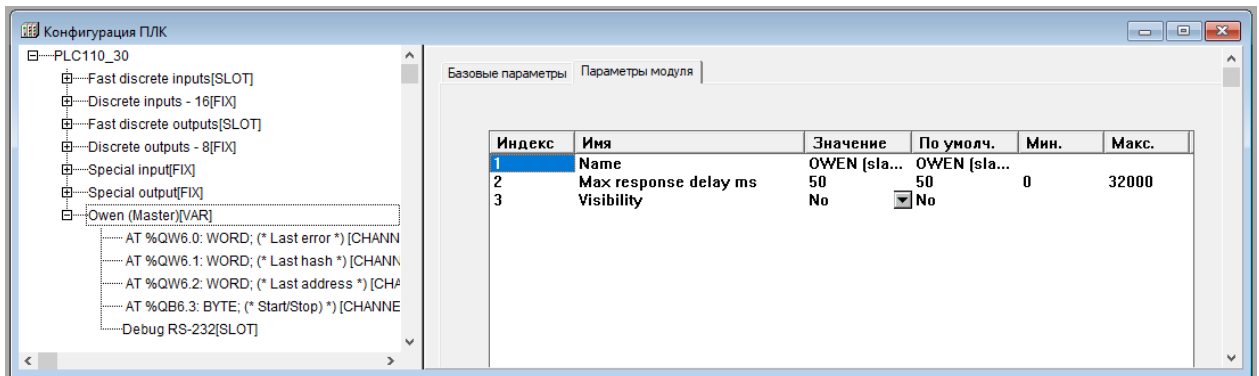 Конфигурация ПЛК
PLC110_30
Fast discrete inputs[SLOT]
Discrete inputs - 16[FIX]
Fast discrete outputs[SLOT]
Discrete outputs - 8[FIX]
Special input[FIX]
Special output[FIX]
Owen (Master)[VAR]
AT %QW6.0: WORD; (* Last error *) [CHANN
AT %QW6.1: WORD; (* Last hash *) [CHANN
AT %QW6.2: WORD; (* Last address *) [CHA
AT %QB6.3: BYTE; (* Start/Stop) *) [CHANNE
Debug RS-232[SLOT]
Базовые параметры Параметры модуля
Индекс Имя Значение По умолч. Мин. Макс.
1 Name OWEN (sla... OWEN (sla...
2 Max response delay ms 50 50 0 32000
3 Visibility No No